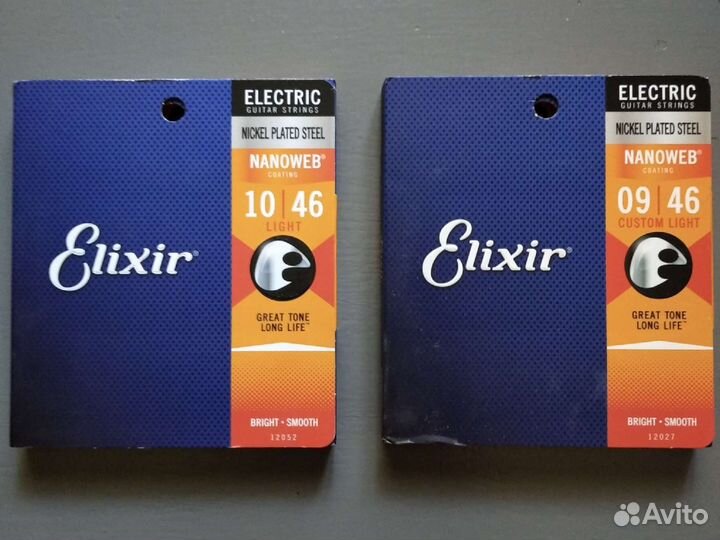 Elixir®
ELECTRIC
GUITAR STRINGS
NICKEL PLATED STEEL
NANOWEB®
COATING
10 | 46
LIGHT
GREAT TONE
LONG LIFE™
BRIGHT • SMOOTH
12052
Elixir®
ELECTRIC
GUITAR STRINGS
NICKEL PLATED STEEL
NANOWEB®
COATING
09 | 46
CUSTOM LIGHT
GREAT TONE
LONG LIFE™
BRIGHT • SMOOTH
12027
Avito